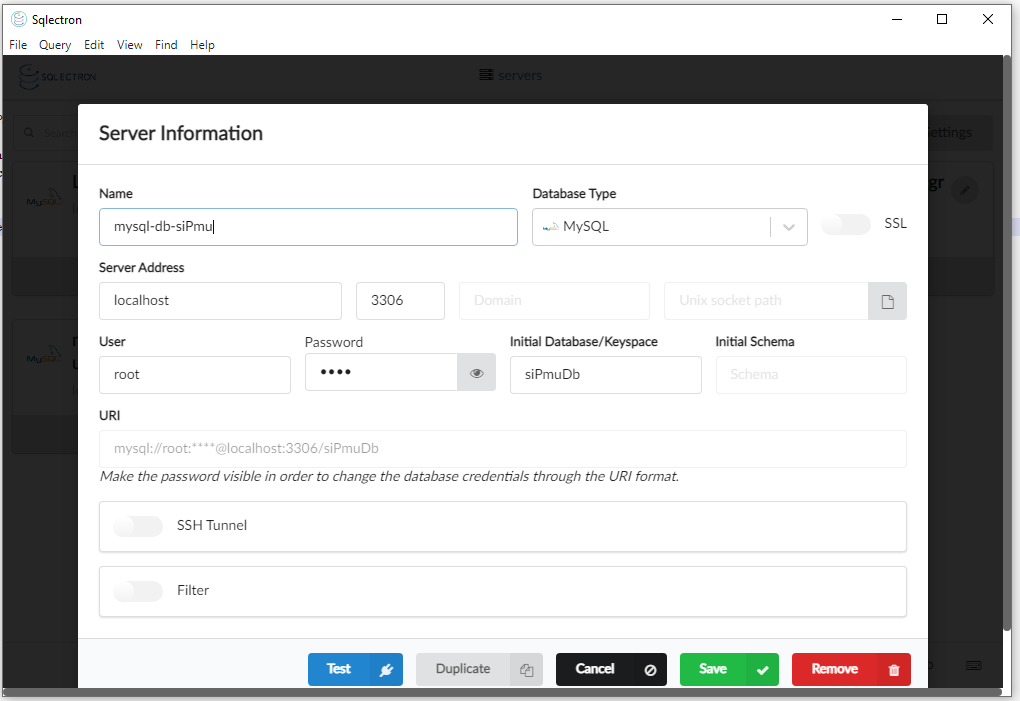 Sqlectron
File Query Edit View Find Help
SQLECTRON servers
Search
Server Information
Name Database Type
mysql-db-siPmu MySQL SSL
Server Address
localhost 3306 Domain Unix socket path
User Password Initial Database/Keyspace Initial Schema
root •••• siPmuDb Schema
URI
mysql://root:****@localhost:3306/siPmuDb
Make the password visible in order to change the database credentials through the URI format.
SSH Tunnel
Filter
Test Duplicate Cancel Save Remove